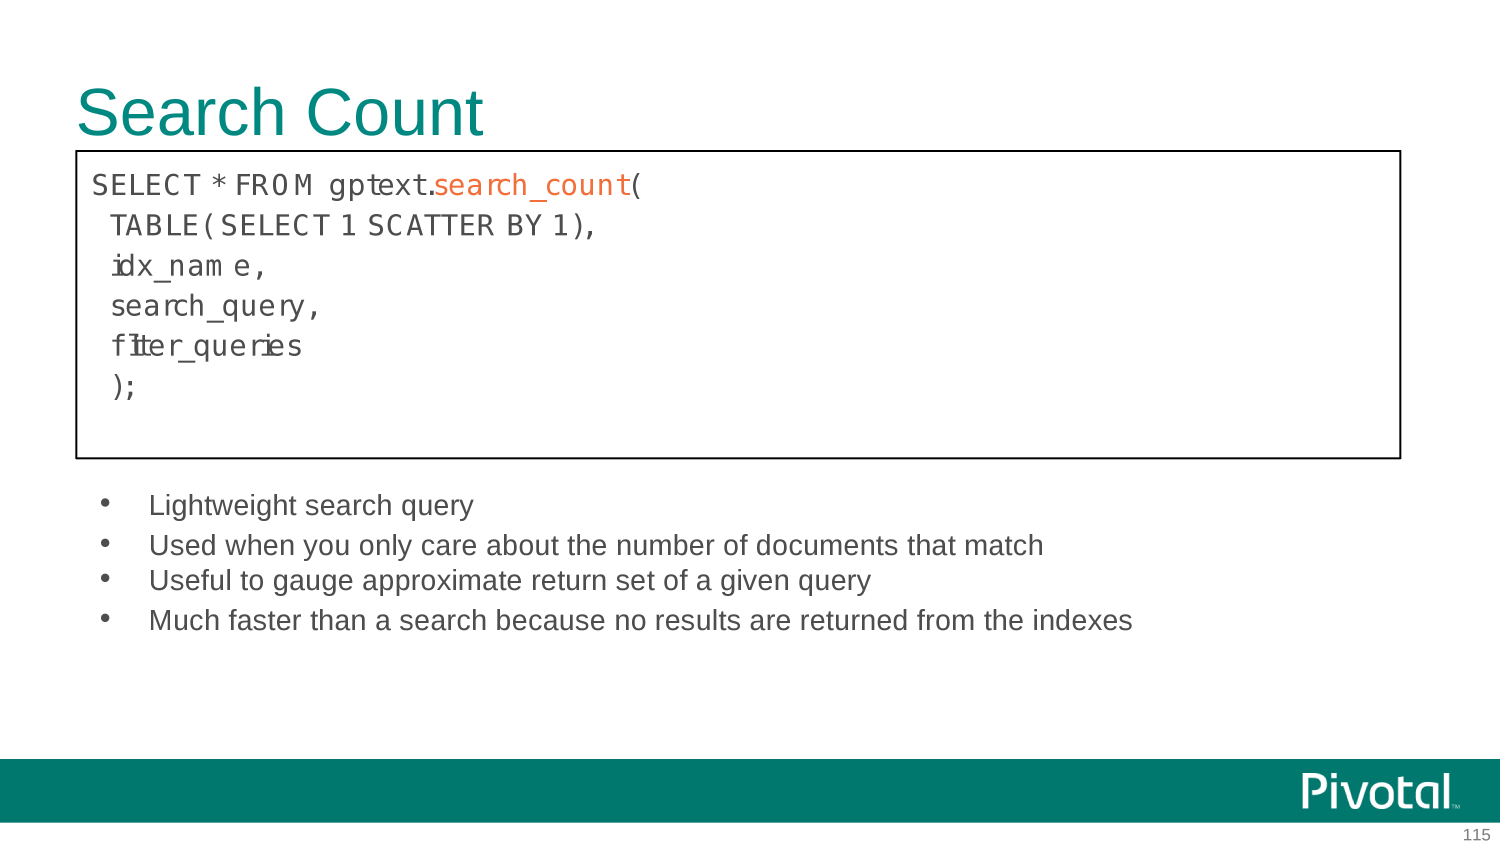 Search Count
SELECT * FROM gptext.search_count(
TABLE(SELECT 1 SCATTER BY 1),
idx_name,
search_query,
filter_queries
);
• Lightweight search query
• Used when you only care about the number of documents that match
• Useful to gauge approximate return set of a given query
• Much faster than a search because no results are returned from the indexes
Pivotal™
115